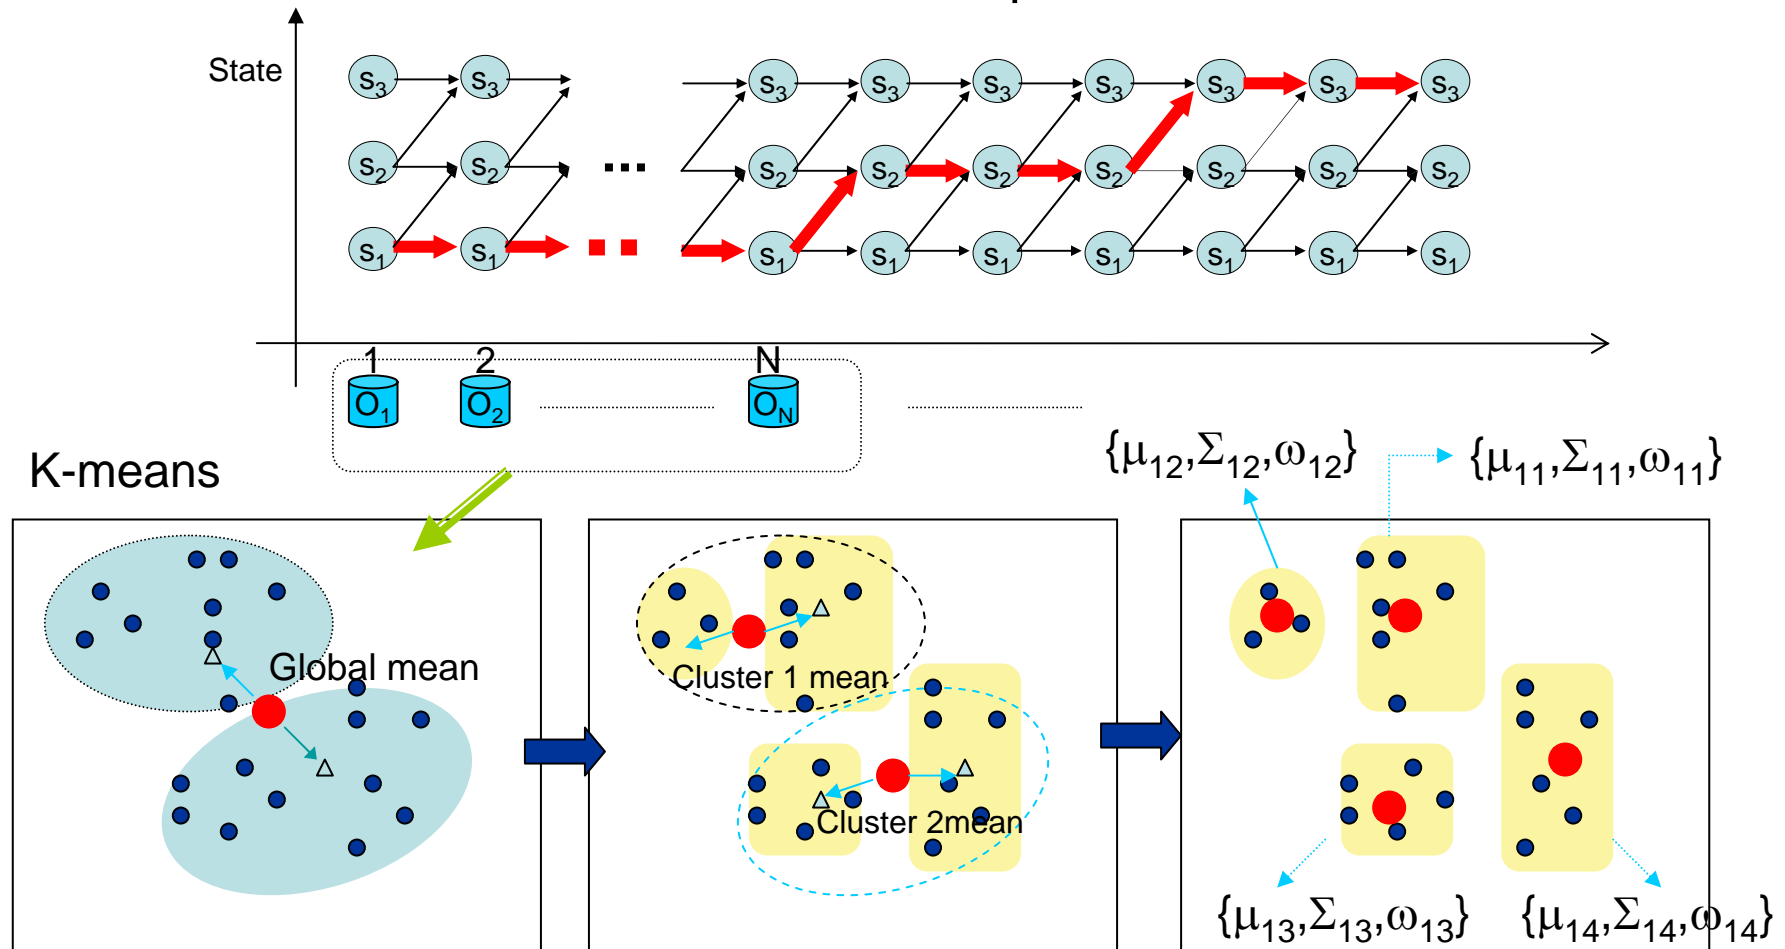 State
s3 s3 s3 s3 s3 s3 s3 s3 s3
s2 s2 ... s2 s2 s2 s2 s2 s2 s2
s1 s1 s1 s1 s1 s1 s1 s1 s1
1 2 N
O1 O2 ON
{μ12,Σ12,ω12} {μ11,Σ11,ω11}
K-means
Global mean
Cluster 1 mean
Cluster 2mean
{μ13,Σ13,ω13} {μ14,Σ14,ω14}